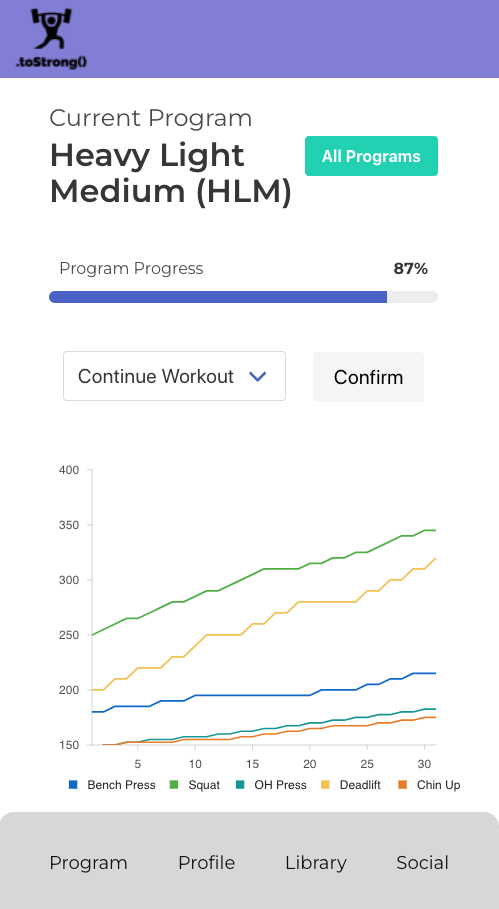 .toStrong()
Current Program
Heavy Light
Medium (HLM)
All Programs
Program Progress
87%
Continue Workout
Confirm
400
350
300
250
200
150
5
10
15
20
25
30
Bench Press
Squat
OH Press
Deadlift
Chin Up
Program
Profile
Library
Social